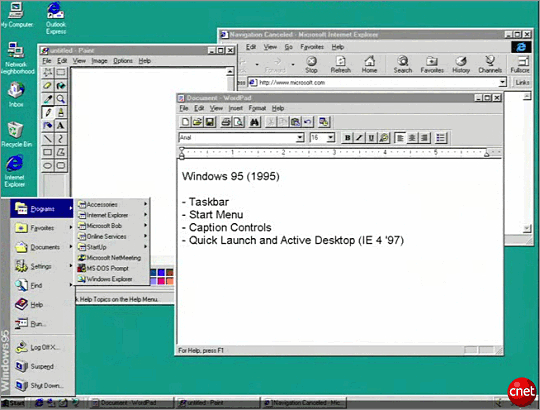 My Computer
Outlook
Express
Network
Neighborhood
Inbox
Recycle Bin
Internet
Explorer
untitled - Paint
File Edit View Image Options Help
k Help Topics on the Help Menu.
Navigation Canceled - Microsoft Internet Explorer
Edit View Go Favorites Help
Stop Refresh Home Search Favorites History Channels Fullscre
ess http://www.microsoft.com
Document - WordPad
File Edit View Insert Format Help
Arial 16 B I U
Windows 95 (1995)
- Taskbar
- Start Menu
- Caption Controls
- Quick Launch and Active Desktop (IE 4 '97)
For Help, press F1
Programs
Favorites
Documents
Settings
Find
Help
Run...
Log Off X...
Suspend
Shut Down...
Windows95
Accessories
Internet Explorer
Microsoft Bob
Online Services
StartUp
Microsoft NetMeeting
MS-DOS Prompt
Windows Explorer
Start
Document - WordPad
untitled - Paint
Navigation Canceled - Mic...
cnet